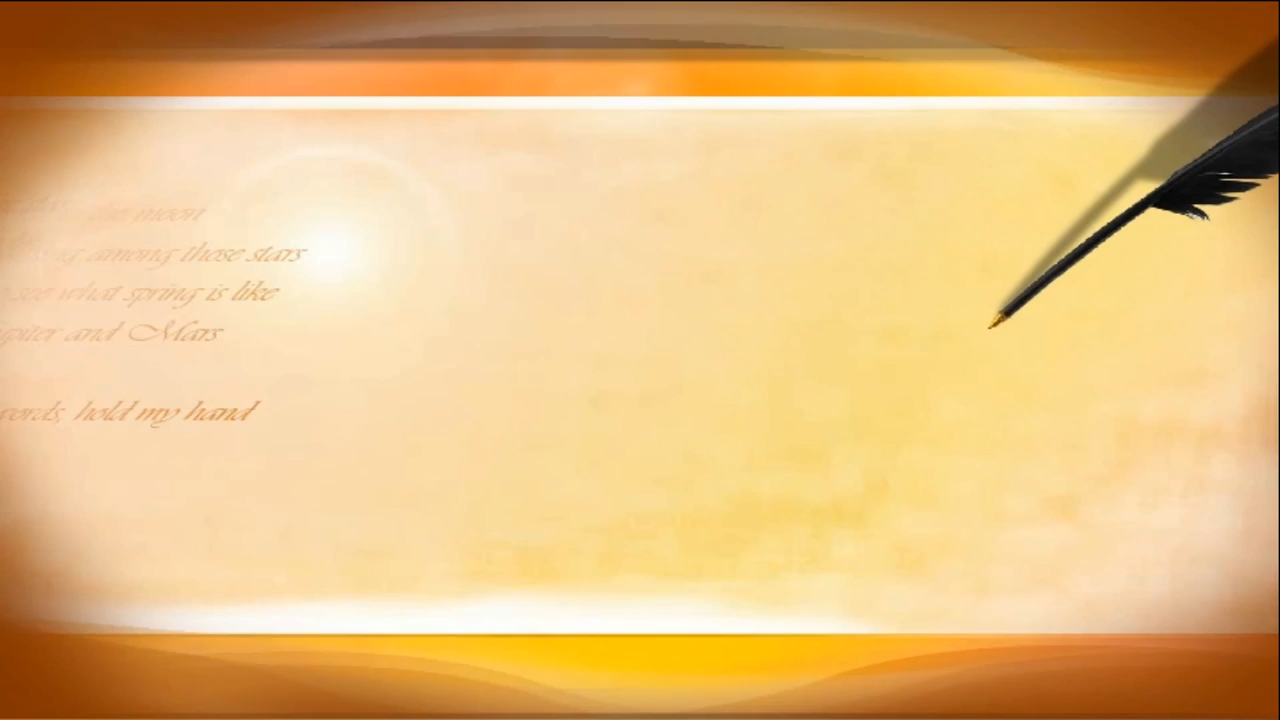 the moon
among those stars
see what spring is like
and Mars
hold my hand